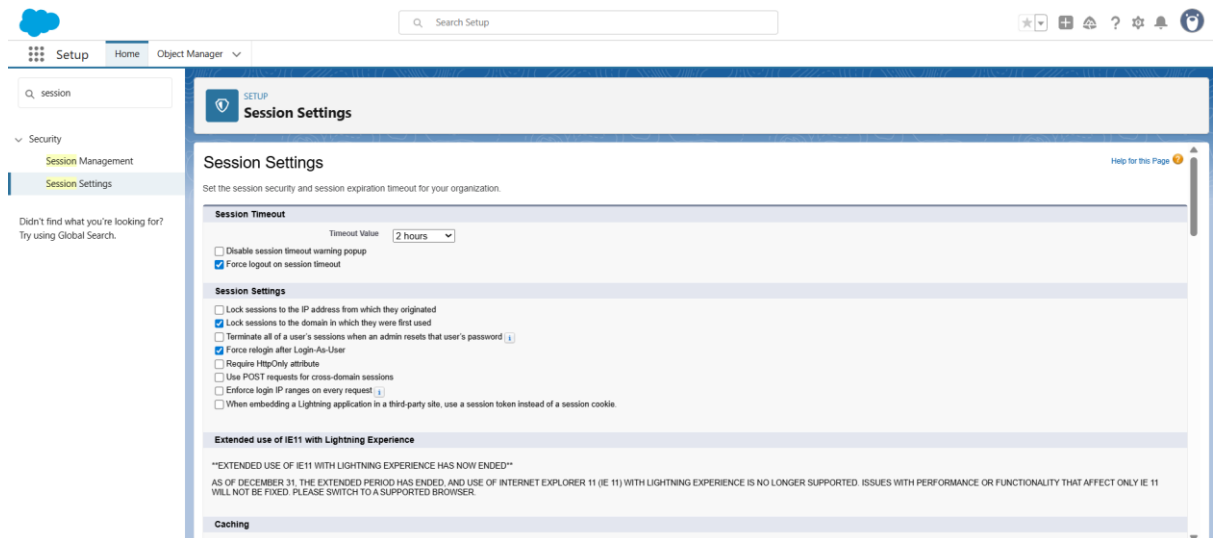 Search Setup
Setup
Home
Object Manager
session
Security
Session Management
Session Settings
Didn't find what you're looking for?
Try using Global Search.
SETUP
Session Settings
Session Settings
Help for this Page
Set the session security and session expiration timeout for your organization.
Session Timeout
Timeout Value
2 hours
Disable session timeout warning popup
Force logout on session timeout
Session Settings
Lock sessions to the IP address from which they originated
Lock sessions to the domain in which they were first used
Terminate all of a user's sessions when an admin resets that user's password
Force relogin after Login-As-User
Require HttpOnly attribute
Use POST requests for cross-domain sessions
Enforce login IP ranges on every request
When embedding a Lightning application in a third-party site, use a session token instead of a session cookie.
Extended use of IE11 with Lightning Experience
**EXTENDED USE OF IE11 WITH LIGHTNING EXPERIENCE HAS NOW ENDED**
AS OF DECEMBER 31, THE EXTENDED PERIOD HAS ENDED, AND USE OF INTERNET EXPLORER 11 (IE 11) WITH LIGHTNING EXPERIENCE IS NO LONGER SUPPORTED. ISSUES WITH PERFORMANCE OR FUNCTIONALITY THAT AFFECT ONLY IE 11
WILL NOT BE FIXED. PLEASE SWITCH TO A SUPPORTED BROWSER.
Caching